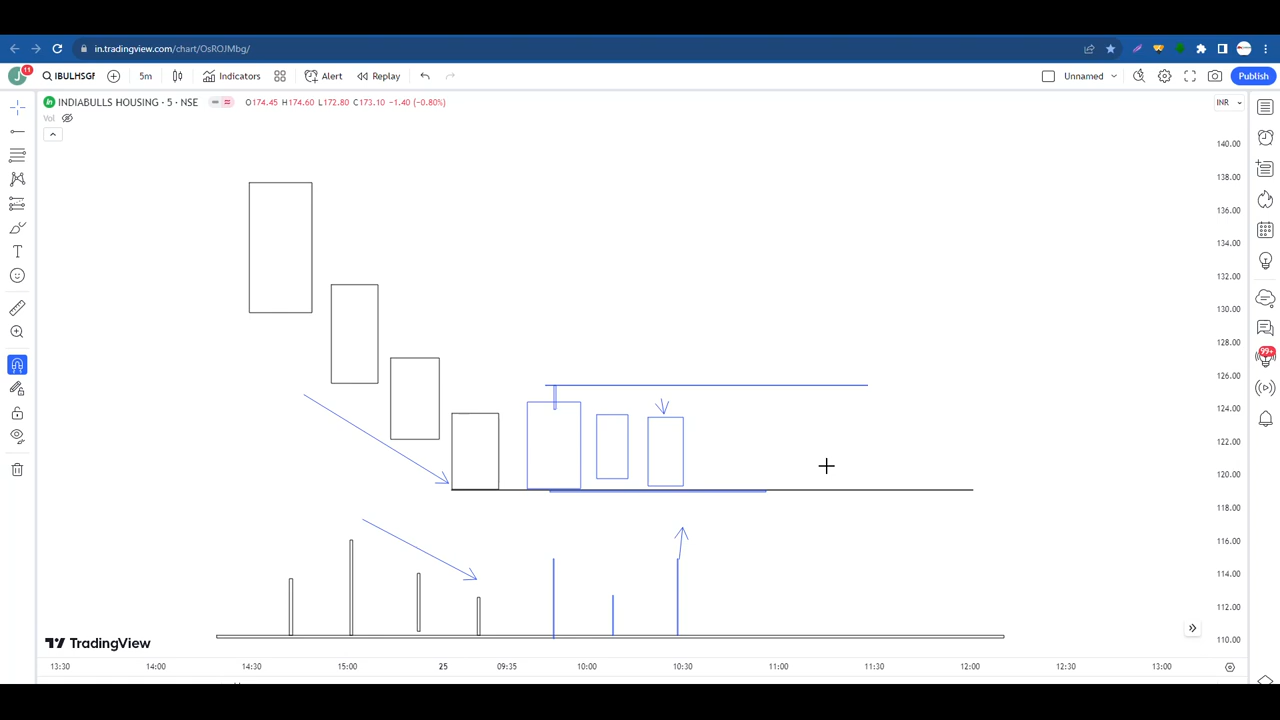 in.tradingview.com/chart/OsROJMbg/
J 11 IBULHSGF 5m Indicators Alert Replay Unnamed Publish
INDIABULLS HOUSING · 5 · NSE O174.45 H174.60 L172.80 C173.10 −1.40 (−0.80%) INR
Vol
140.00
138.00
136.00
134.00
132.00
130.00
128.00
126.00
124.00
122.00
120.00
118.00
116.00
114.00
112.00
110.00
99+
TradingView
13:30 14:00 14:30 15:00 25 09:35 10:00 10:30 11:00 11:30 12:00 12:30 13:00